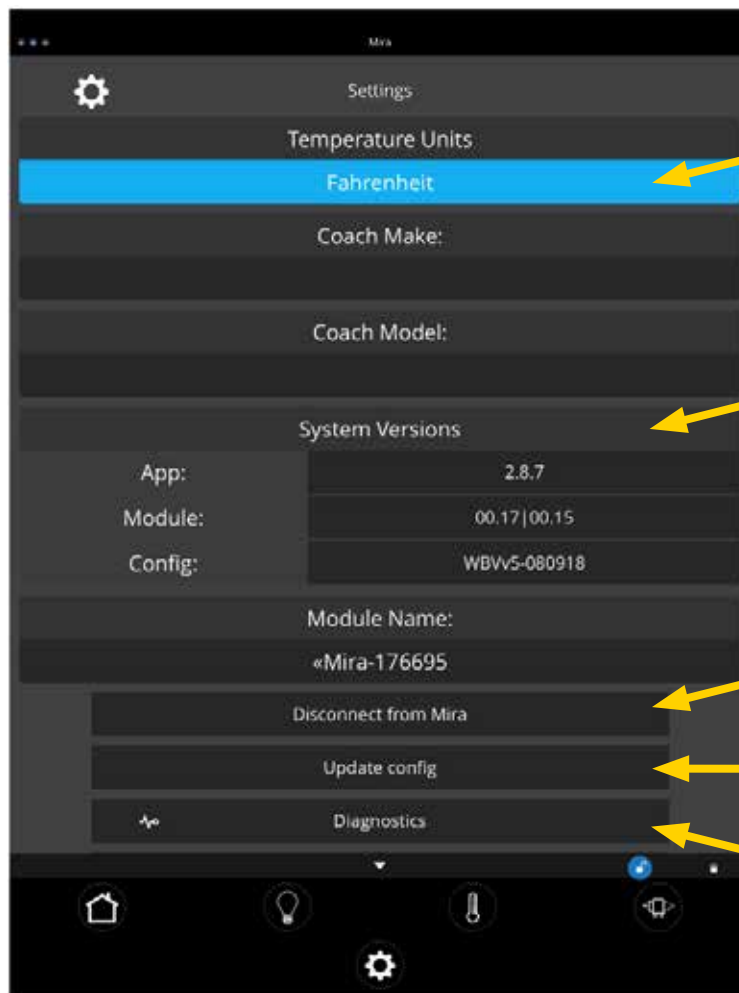 Mira
Settings
Temperature Units
Fahrenheit
Coach Make:
Coach Model:
System Versions
App: 2.8.7
Module: 00.17|00.15
Config: WBVv5-080918
Module Name:
«Mira-176695
Disconnect from Mira
Update config
Diagnostics